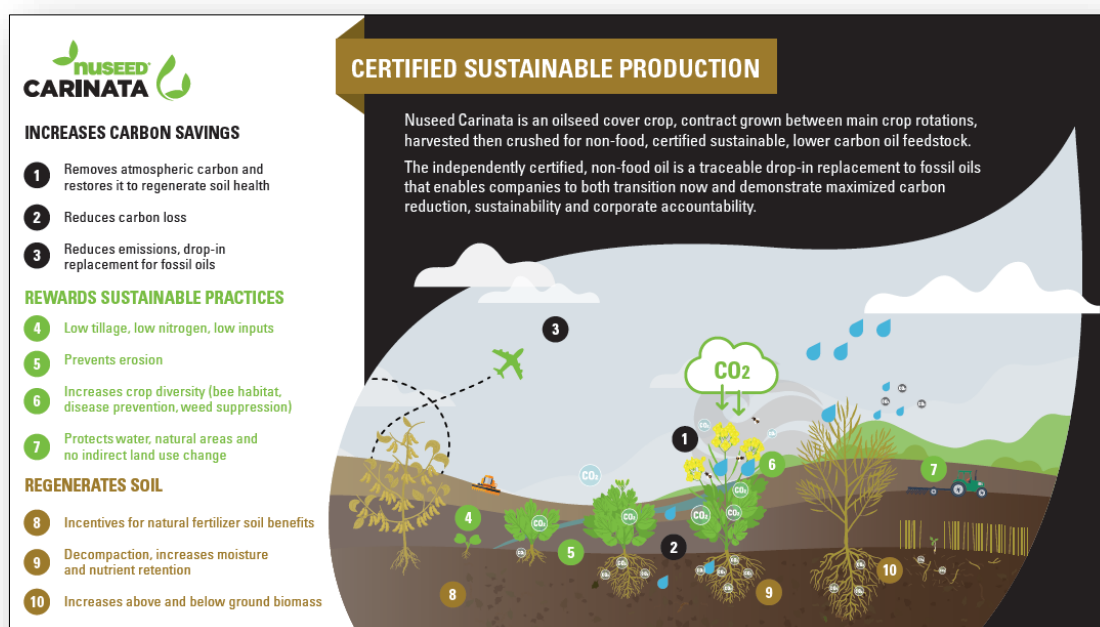 nuseed
CARINATA
INCREASES CARBON SAVINGS
1
Removes atmospheric carbon and
restores it to regenerate soil health
2
Reduces carbon loss
3
Reduces emissions, drop-in
replacement for fossil oils
REWARDS SUSTAINABLE PRACTICES
4
Low tillage, low nitrogen, low inputs
5
Prevents erosion
6
Increases crop diversity (bee habitat,
disease prevention, weed suppression)
7
Protects water, natural areas and
no indirect land use change
REGENERATES SOIL
8
Incentives for natural fertilizer soil benefits
9
Decompaction, increases moisture
and nutrient retention
10
Increases above and below ground biomass
CERTIFIED SUSTAINABLE PRODUCTION
Nuseed Carinata is an oilseed cover crop, contract grown between main crop rotations,
harvested then crushed for non-food, certified sustainable, lower carbon oil feedstock.
The independently certified, non-food oil is a traceable drop-in replacement to fossil oils
that enables companies to both transition now and demonstrate maximized carbon
reduction, sustainability and corporate accountability.
3
CO2
CO2
1
6
7
CO2
CO2
4
CO2
CO2
CO2
CO2
5
2
8
9
10